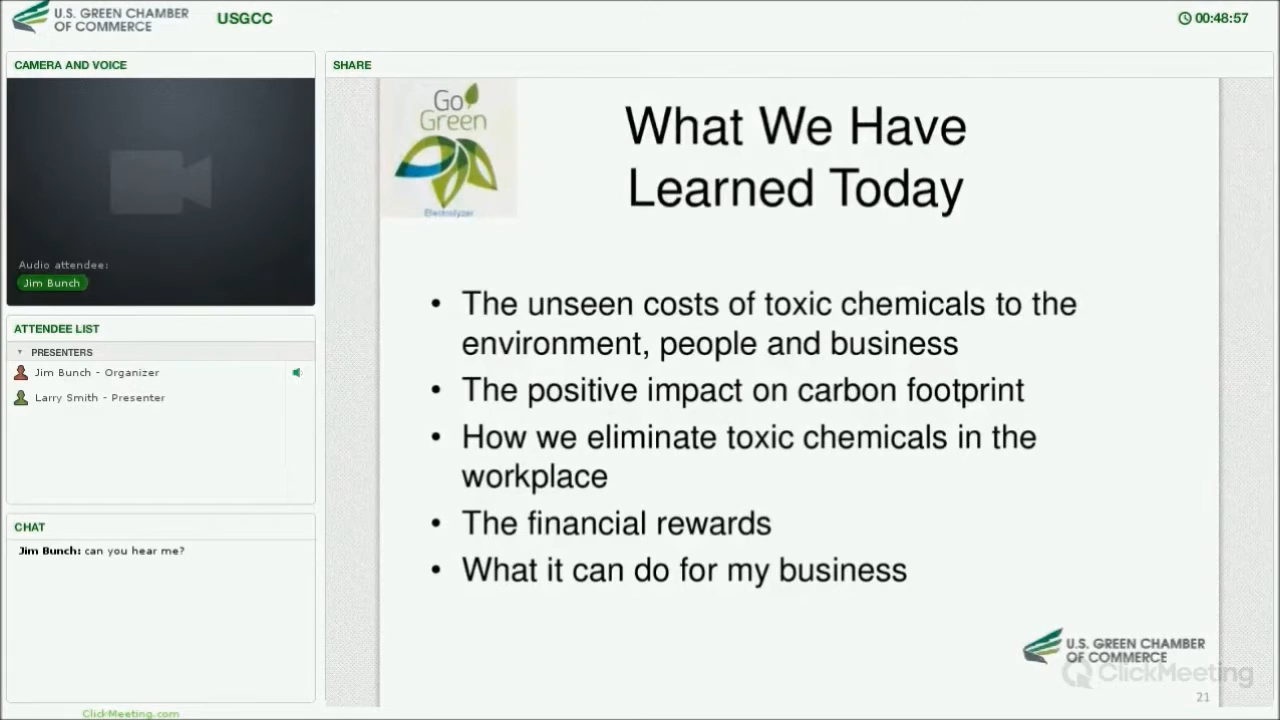 U.S. GREEN CHAMBER
OF COMMERCE
USGCC
00:48:57
CAMERA AND VOICE
Audio attendee:
Jim Bunch
ATTENDEE LIST
PRESENTERS
Jim Bunch - Organizer
Larry Smith - Presenter
CHAT
Jim Bunch: can you hear me?
ClickMeeting.com
SHARE
Go
Green
Electrolyzer
What We Have
Learned Today
• The unseen costs of toxic chemicals to the
environment, people and business
• The positive impact on carbon footprint
• How we eliminate toxic chemicals in the
workplace
• The financial rewards
• What it can do for my business
U.S. GREEN CHAMBER
OF COMMERCE
ClickMeeting
21